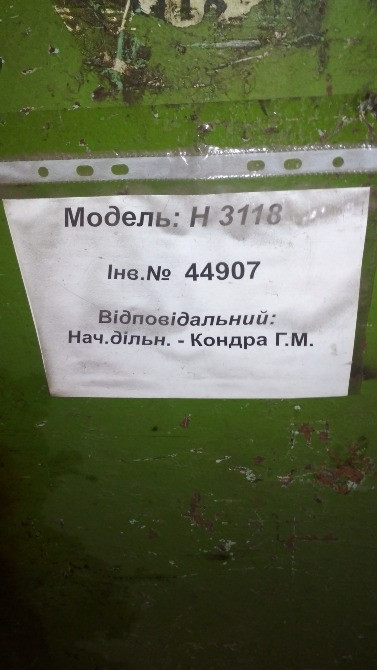 Модель: Н 3118
Інв.№ 44907
Відповідальний:
Нач.дільн. - Кондра Г.М.